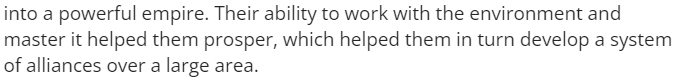 into a powerful empire. Their ability to work with the environment and
master it helped them prosper, which helped them in turn develop a system
of alliances over a large area.